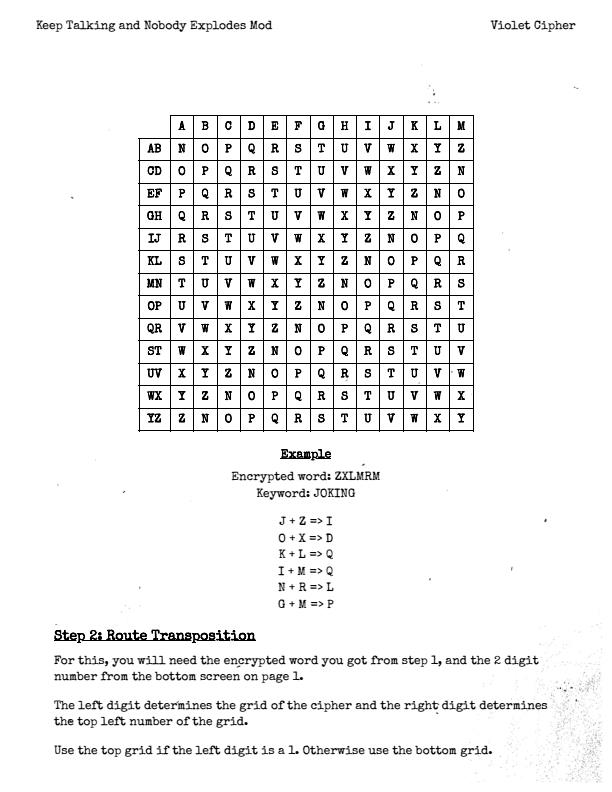 Keep Talking and Nobody Explodes Mod Violet Cipher
A B C D E F G H I J K L M
AB N O P Q R S T U V W X Y Z
CD O P Q R S T U V W X Y Z N
EF P Q R S T U V W X Y Z N O
GH Q R S T U V W X Y Z N O P
IJ R S T U V W X Y Z N O P Q
KL S T U V W X Y Z N O P Q R
MN T U V W X Y Z N O P Q R S
OP U V W X Y Z N O P Q R S T
QR V W X Y Z N O P Q R S T U
ST W X Y Z N O P Q R S T U V
UV X Y Z N O P Q R S T U V W
WX Y Z N O P Q R S T U V W X
YZ Z N O P Q R S T U V W X Y
Example
Encrypted word: ZXLMRM
Keyword: JOKING
J + Z => I
O + X => D
K + L => Q
I + M => Q
N + R => L
G + M => P
Step 2: Route Transposition
For this, you will need the encrypted word you got from step 1, and the 2 digit
number from the bottom screen on page 1.
The left digit determines the grid of the cipher and the right digit determines
the top left number of the grid.
Use the top grid if the left digit is a 1. Otherwise use the bottom grid.